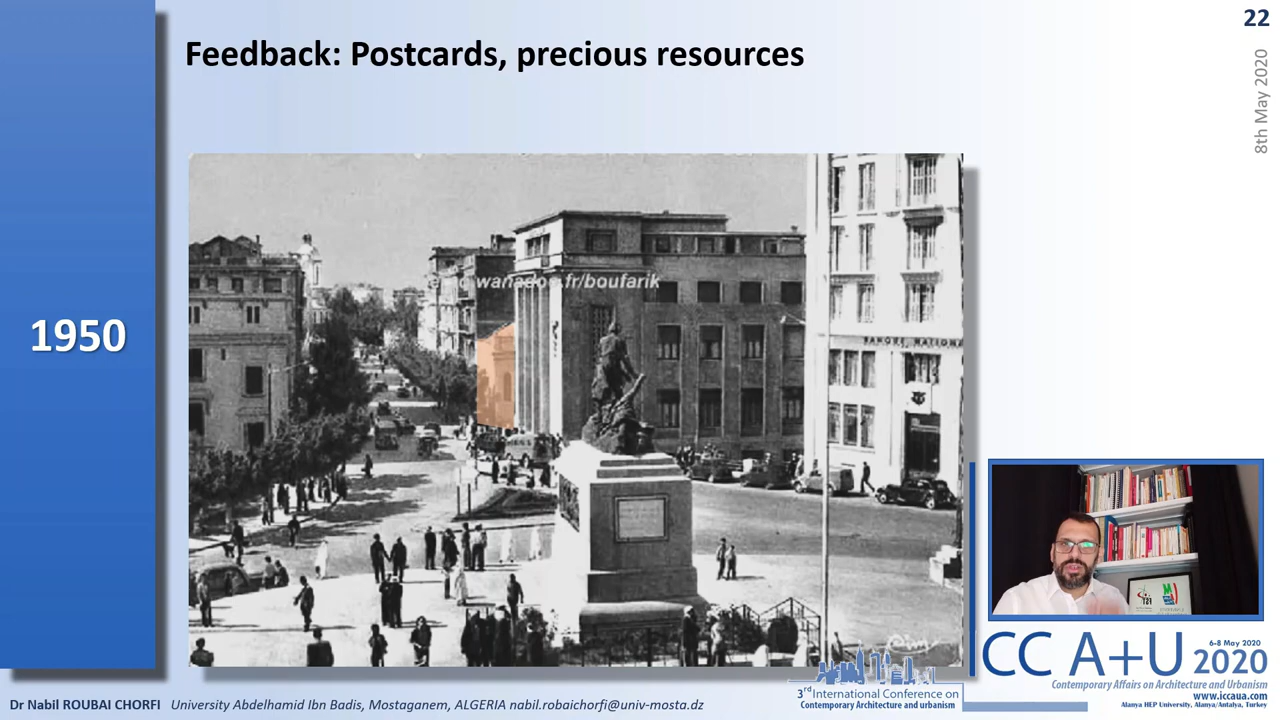 22
8th May 2020
Feedback: Postcards, precious resources
1950
wanadoo.fr/boufarik
BANQUE NATIONA
ICC A+U 2020
6-8 May 2020
Contemporary Affairs on Architecture and Urbanism
www.iccaua.com
Alanya HEP University, Alanya/Antalya, Turkey
3rd International Conference on
Contemporary Architecture and urbanism
Dr Nabil ROUBAI CHORFI University Abdelhamid Ibn Badis, Mostaganem, ALGERIA nabil.robaichorfi@univ-mosta.dz